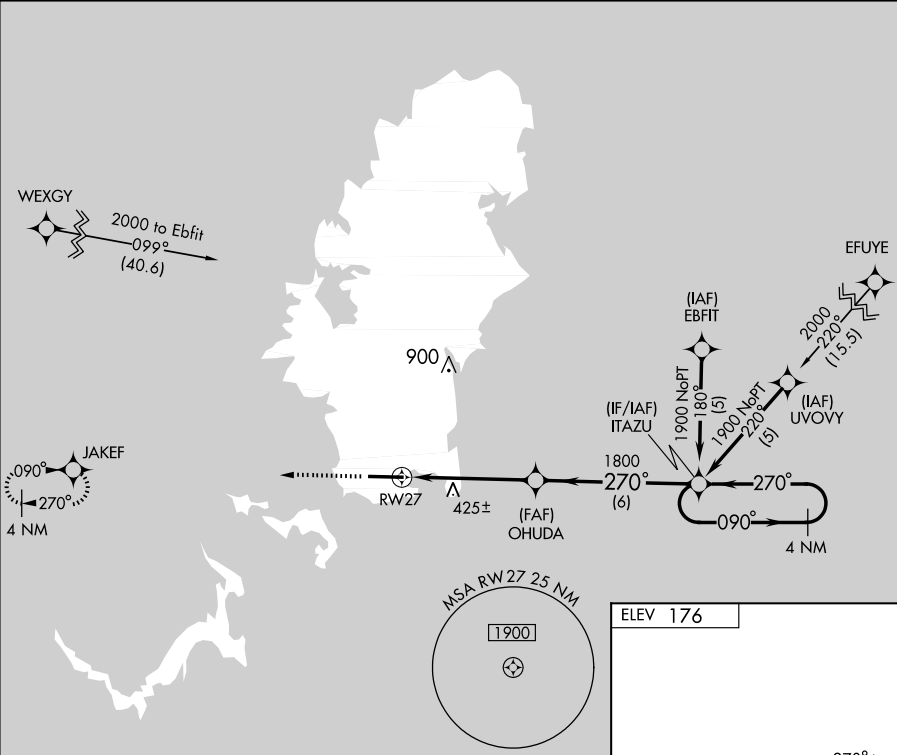 WEXGY
2000 to Ebfit
099°
(40.6)
EFUYE
2000
220°
(15.5)
(IAF)
EBFIT
1900 NoPT
180°
(5)
(IAF)
UVOVY
1900 NoPT
220°
(5)
900
(IF/IAF)
ITAZU
JAKEF
090°
270°
4 NM
RW27
425±
(FAF)
OHUDA
1800
270°
(6)
270°
090°
4 NM
MSA RW27 25 NM
1900
ELEV 176